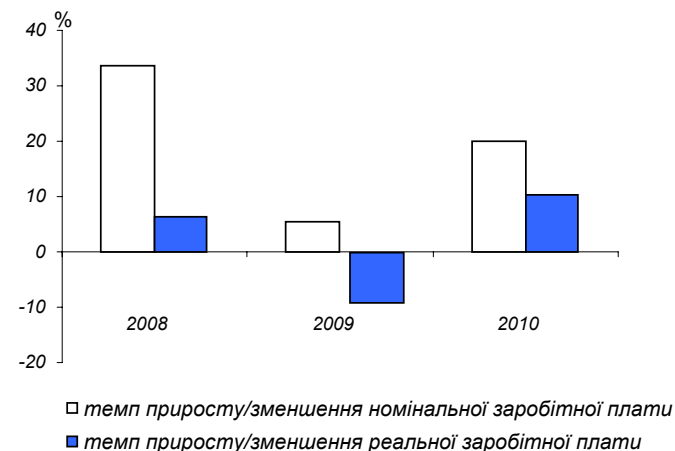 %
40
30
20
10
0
-10
-20
2008 2009 2010
темп приросту/зменшення номінальної заробітної плати
темп приросту/зменшення реальної заробітної плати